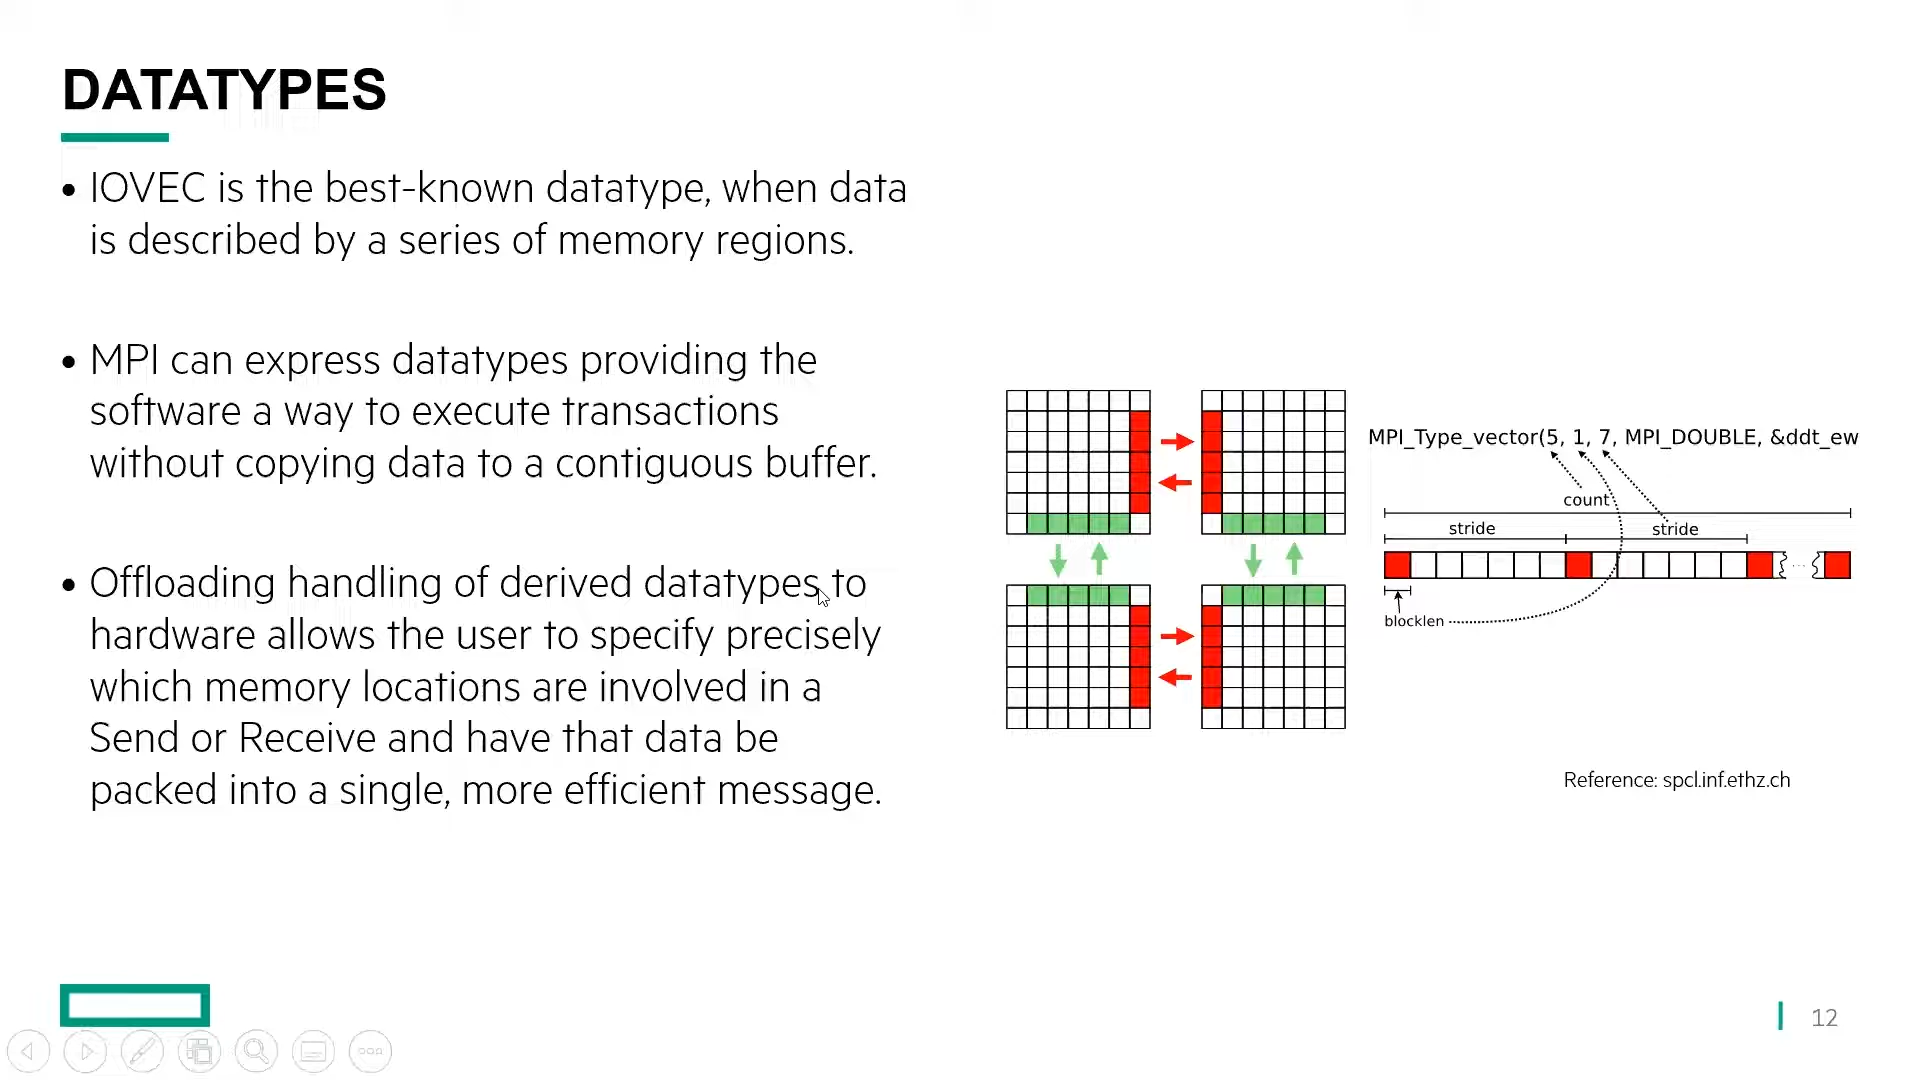 DATATYPES
• IOVEC is the best-known datatype, when data
is described by a series of memory regions.
• MPI can express datatypes providing the
software a way to execute transactions
without copying data to a contiguous buffer.
• Offloading handling of derived datatypes to
hardware allows the user to specify precisely
which memory locations are involved in a
Send or Receive and have that data be
packed into a single, more efficient message.
MPI_Type_vector(5, 1, 7, MPI_DOUBLE, &ddt_ew
count
stride stride
...
blocklen
Reference: spcl.inf.ethz.ch
12